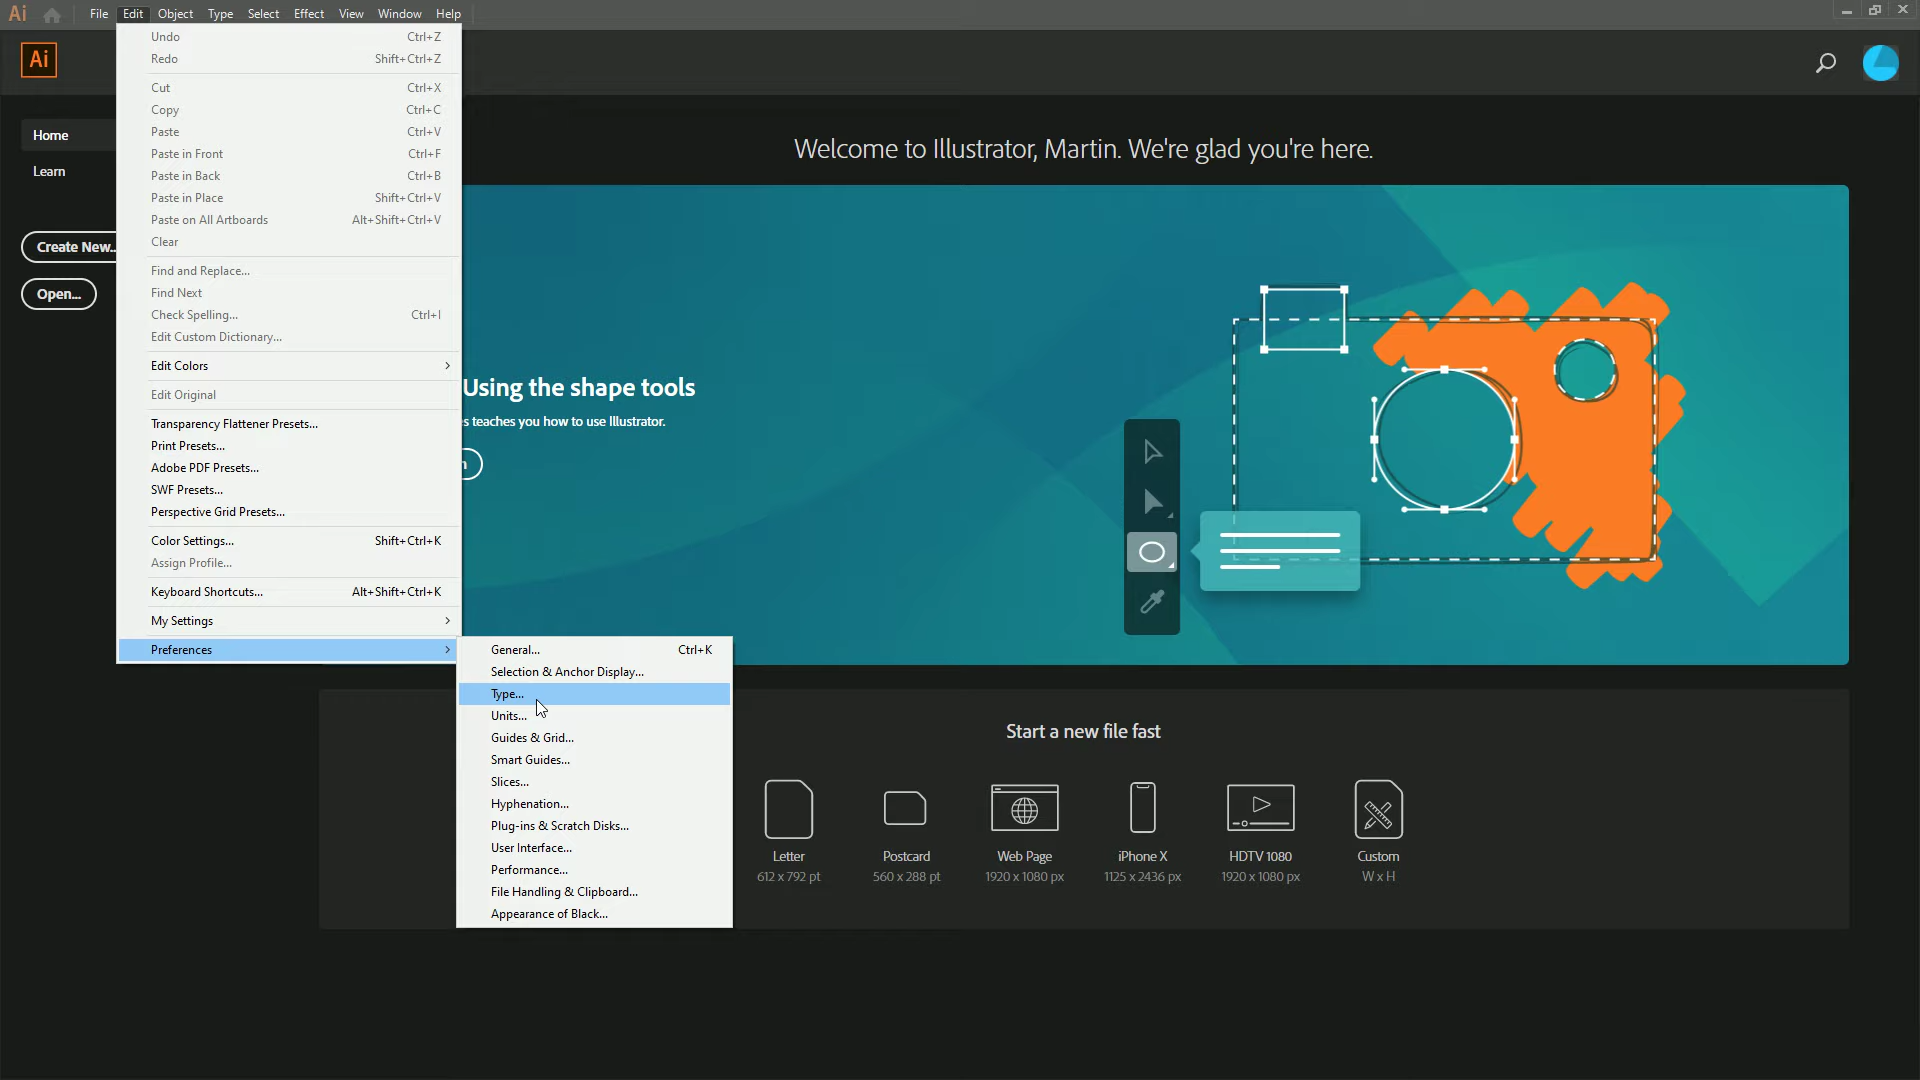 Ai
File Edit Object Type Select Effect View Window Help
Ai
Undo Ctrl+Z
Redo Shift+Ctrl+Z
Cut Ctrl+X
Copy Ctrl+C
Paste Ctrl+V
Paste in Front Ctrl+F
Paste in Back Ctrl+B
Paste in Place Shift+Ctrl+V
Paste on All Artboards Alt+Shift+Ctrl+V
Clear
Find and Replace...
Find Next
Check Spelling... Ctrl+I
Edit Custom Dictionary...
Edit Colors
Edit Original
Transparency Flattener Presets...
Print Presets...
Adobe PDF Presets...
SWF Presets...
Perspective Grid Presets...
Color Settings... Shift+Ctrl+K
Assign Profile...
Keyboard Shortcuts... Alt+Shift+Ctrl+K
My Settings
Preferences
General... Ctrl+K
Selection & Anchor Display...
Type...
Units...
Guides & Grid...
Smart Guides...
Slices...
Hyphenation...
Plug-ins & Scratch Disks...
User Interface...
Performance...
File Handling & Clipboard...
Appearance of Black...
Home
Learn
Create New...
Open...
Welcome to Illustrator, Martin. We're glad you're here.
Using the shape tools
s teaches you how to use Illustrator.
Start a new file fast
Letter
612 x 792 pt
Postcard
560 x 288 pt
Web Page
1920 x 1080 px
iPhone X
1125 x 2436 px
HDTV 1080
1920 x 1080 px
Custom
W x H